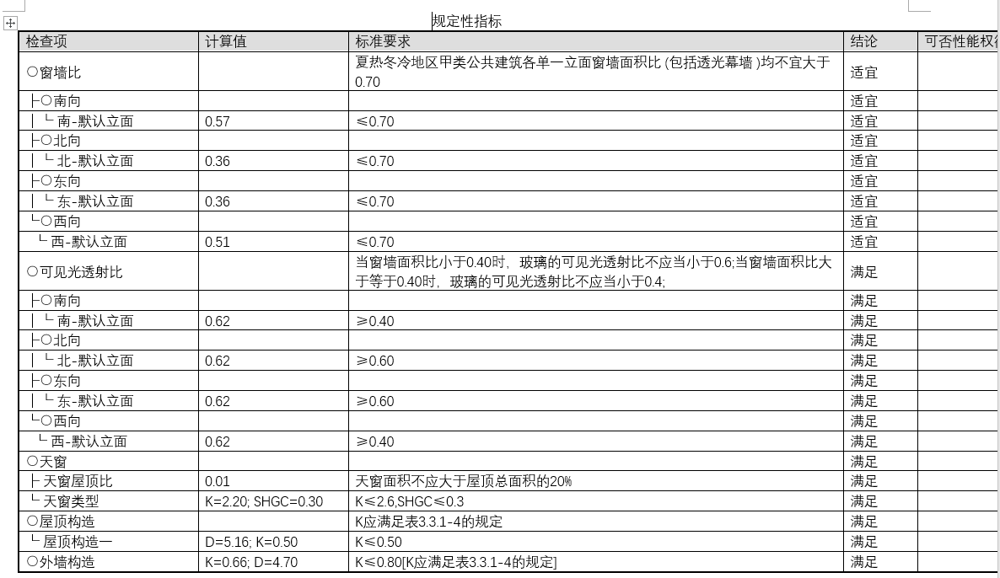 规定性指标
检查项 计算值 标准要求 结论 可否性能权
○窗墙比 夏热冬冷地区甲类公共建筑各单一立面窗墙面积比 (包括透光幕墙 )均不宜大于
0.70 适宜
├○南向 适宜
│└ 南-默认立面 0.57 ≤0.70 适宜
├○北向 适宜
│└ 北-默认立面 0.36 ≤0.70 适宜
├○东向 适宜
│└ 东-默认立面 0.36 ≤0.70 适宜
└○西向 适宜
└ 西-默认立面 0.51 ≤0.70 适宜
○可见光透射比 当窗墙面积比小于0.40时，玻璃的可见光透射比不应当小于0.6;当窗墙面积比大
于等于0.40时，玻璃的可见光透射比不应当小于0.4; 满足
├○南向 满足
│└ 南-默认立面 0.62 ≥0.40 满足
├○北向 满足
│└ 北-默认立面 0.62 ≥0.60 满足
├○东向 满足
│└ 东-默认立面 0.62 ≥0.60 满足
└○西向 满足
└ 西-默认立面 0.62 ≥0.40 满足
○天窗 满足
├ 天窗屋顶比 0.01 天窗面积不应大于屋顶总面积的20% 满足
└ 天窗类型 K=2.20; SHGC=0.30 K≤2.6,SHGC≤0.3 满足
○屋顶构造 K应满足表3.3.1-4的规定 满足
└ 屋顶构造一 D=5.16; K=0.50 K≤0.50 满足
○外墙构造 K=0.66; D=4.70 K≤0.80[K应满足表3.3.1-4的规定] 满足